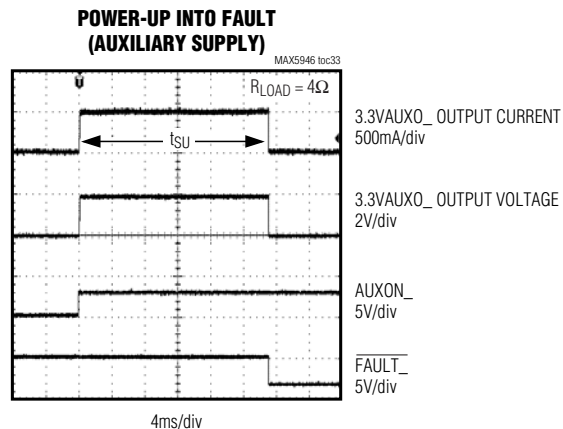 POWER-UP INTO FAULT
(AUXILIARY SUPPLY)
MAX5946 toc33
RLOAD = 4Ω
tSU
3.3VAUXO_ OUTPUT CURRENT
500mA/div
3.3VAUXO_ OUTPUT VOLTAGE
2V/div
AUXON_
5V/div
FAULT_
5V/div
4ms/div